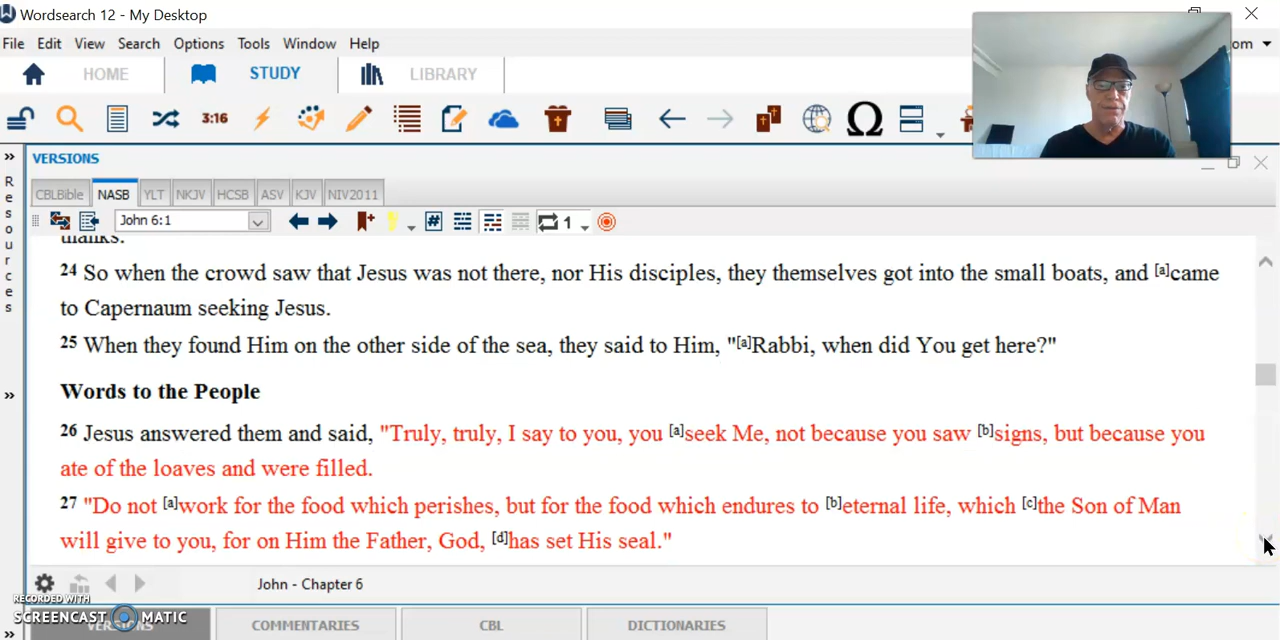 Wordsearch 12 - My Desktop
File Edit View Search Options Tools Window Help
om
HOME STUDY LIBRARY
3:16 Ω
» VERSIONS
Resources
CBLBible NASB YLT NKJV HCSB ASV KJV NIV2011
John 6:1 # 1
thanks.
24 So when the crowd saw that Jesus was not there, nor His disciples, they themselves got into the small boats, and [a]came
to Capernaum seeking Jesus.
25 When they found Him on the other side of the sea, they said to Him, "[a]Rabbi, when did You get here?"
»
Words to the People
26 Jesus answered them and said, "Truly, truly, I say to you, you [a]seek Me, not because you saw [b]signs, but because you
ate of the loaves and were filled.
27 "Do not [a]work for the food which perishes, but for the food which endures to [b]eternal life, which [c]the Son of Man
will give to you, for on Him the Father, God, [d]has set His seal."
John - Chapter 6
RECORDED WITH
SCREENCAST MATIC
» VERSIONS COMMENTARIES CBL DICTIONARIES